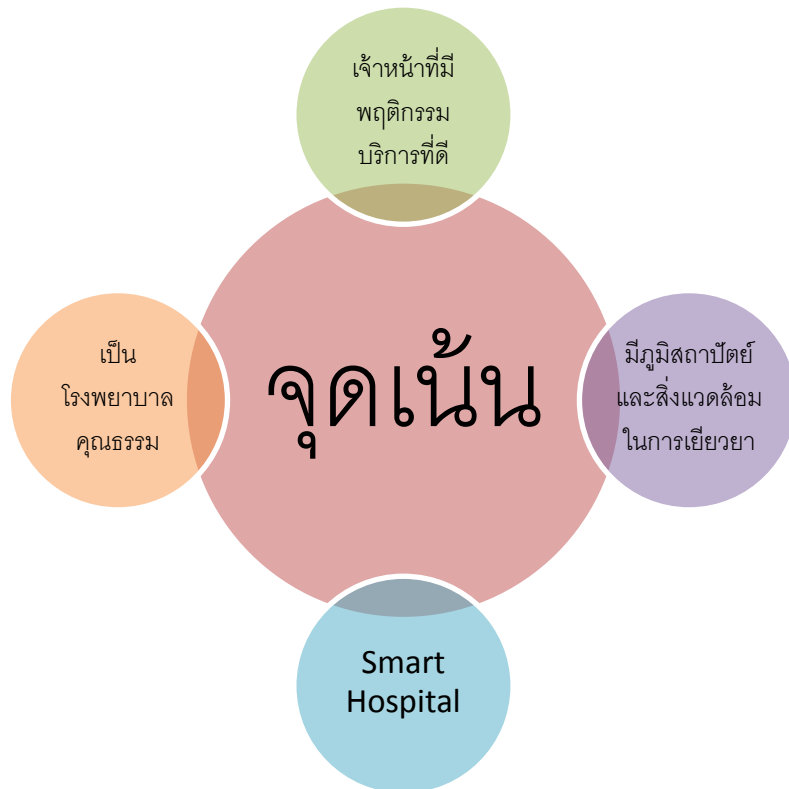 เจ้าหน้าที่มี
พฤติกรรม
บริการที่ดี
เป็น
โรงพยาบาล
คุณธรรม
จุดเน้น
มีภูมิสถาปัตย์
และสิ่งแวดล้อม
ในการเยียวยา
Smart
Hospital